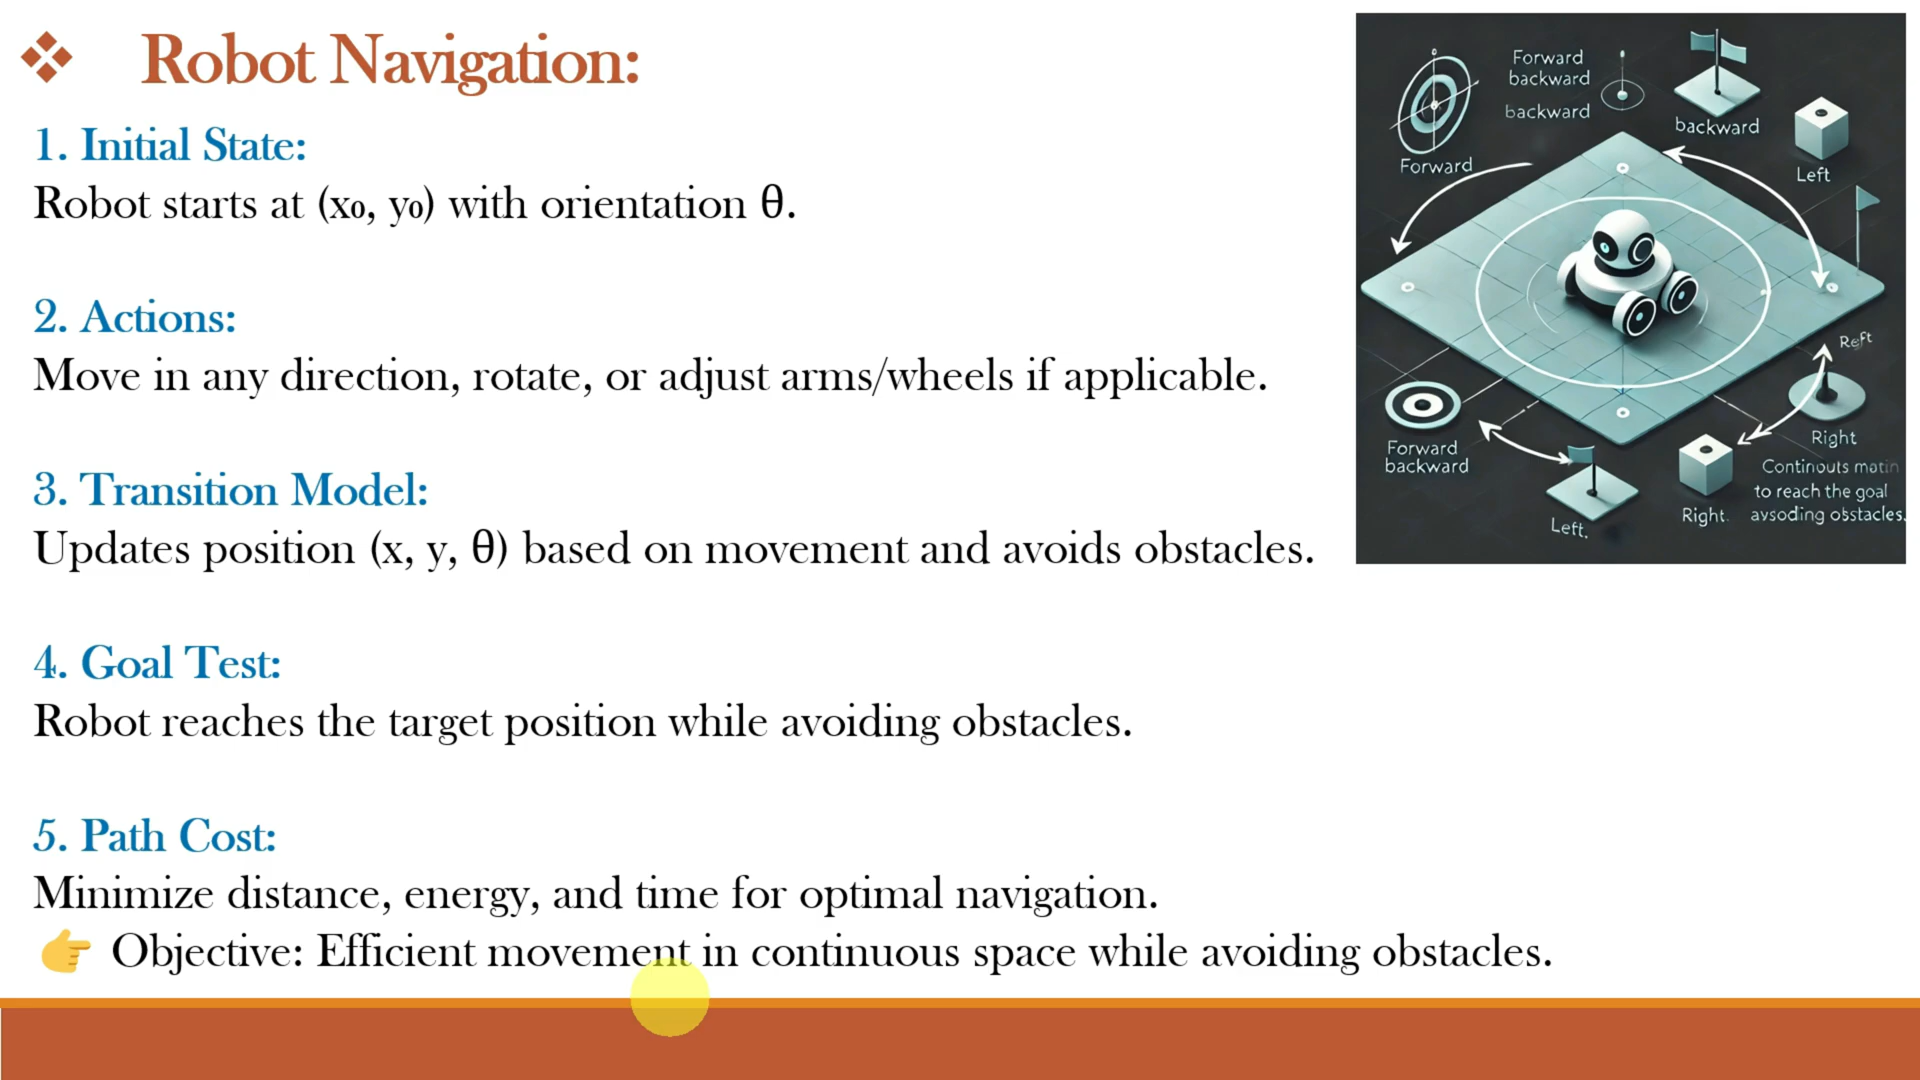 ❖ Robot Navigation:
1. Initial State:
Robot starts at (x₀, y₀) with orientation θ.
2. Actions:
Move in any direction, rotate, or adjust arms/wheels if applicable.
3. Transition Model:
Updates position (x, y, θ) based on movement and avoids obstacles.
4. Goal Test:
Robot reaches the target position while avoiding obstacles.
5. Path Cost:
Minimize distance, energy, and time for optimal navigation.
👉 Objective: Efficient movement in continuous space while avoiding obstacles.
Forward
backward
backward
backward
Forward
Left
Reft
Forward
backward
Left.
Right.
Right
Continouts matin
to reach the goal
avsoding obstacles.